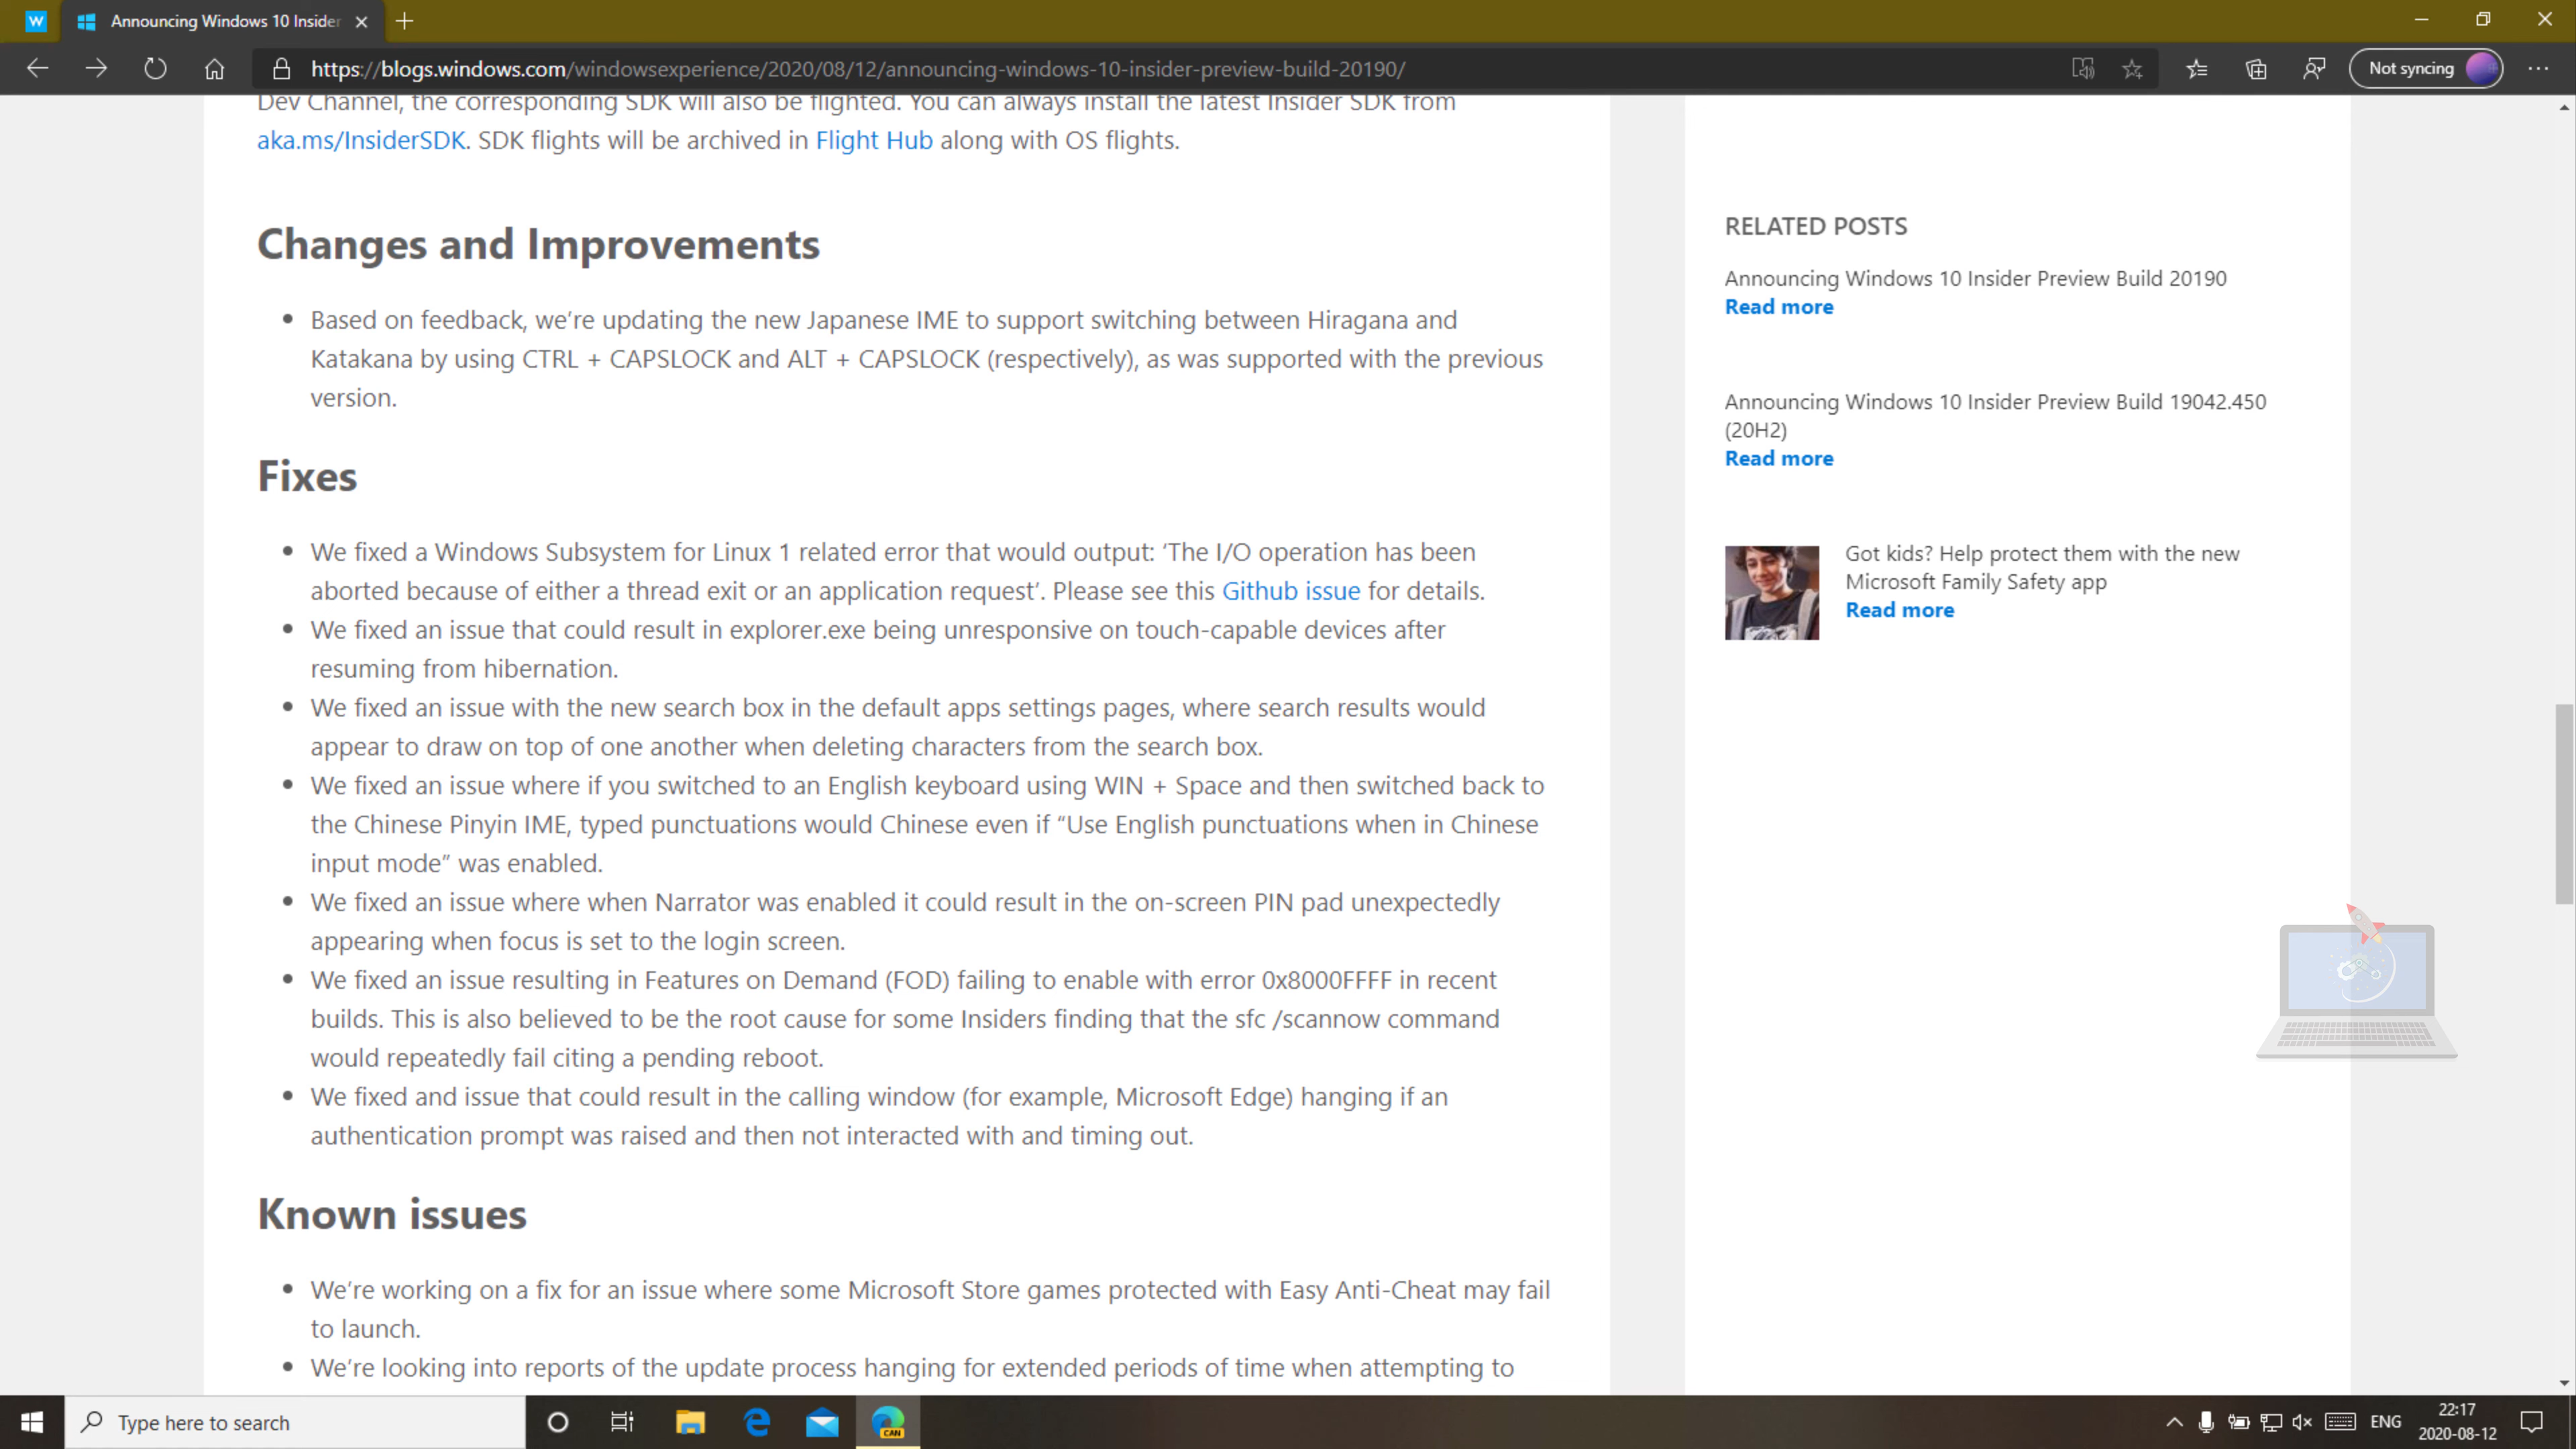 W
Announcing Windows 10 Insider
https://blogs.windows.com/windowsexperience/2020/08/12/announcing-windows-10-insider-preview-build-20190/
Not syncing
Dev Channel, the corresponding SDK will also be flighted. You can always install the latest Insider SDK from
aka.ms/InsiderSDK. SDK flights will be archived in Flight Hub along with OS flights.
Changes and Improvements
• Based on feedback, we're updating the new Japanese IME to support switching between Hiragana and
Katakana by using CTRL + CAPSLOCK and ALT + CAPSLOCK (respectively), as was supported with the previous
version.
Fixes
• We fixed a Windows Subsystem for Linux 1 related error that would output: ‘The I/O operation has been
aborted because of either a thread exit or an application request’. Please see this Github issue for details.
• We fixed an issue that could result in explorer.exe being unresponsive on touch-capable devices after
resuming from hibernation.
• We fixed an issue with the new search box in the default apps settings pages, where search results would
appear to draw on top of one another when deleting characters from the search box.
• We fixed an issue where if you switched to an English keyboard using WIN + Space and then switched back to
the Chinese Pinyin IME, typed punctuations would Chinese even if “Use English punctuations when in Chinese
input mode” was enabled.
• We fixed an issue where when Narrator was enabled it could result in the on-screen PIN pad unexpectedly
appearing when focus is set to the login screen.
• We fixed an issue resulting in Features on Demand (FOD) failing to enable with error 0x8000FFFF in recent
builds. This is also believed to be the root cause for some Insiders finding that the sfc /scannow command
would repeatedly fail citing a pending reboot.
• We fixed and issue that could result in the calling window (for example, Microsoft Edge) hanging if an
authentication prompt was raised and then not interacted with and timing out.
Known issues
• We’re working on a fix for an issue where some Microsoft Store games protected with Easy Anti-Cheat may fail
to launch.
• We’re looking into reports of the update process hanging for extended periods of time when attempting to
RELATED POSTS
Announcing Windows 10 Insider Preview Build 20190
Read more
Announcing Windows 10 Insider Preview Build 19042.450
(20H2)
Read more
Got kids? Help protect them with the new
Microsoft Family Safety app
Read more
Type here to search
CAN
ENG
22:17
2020-08-12